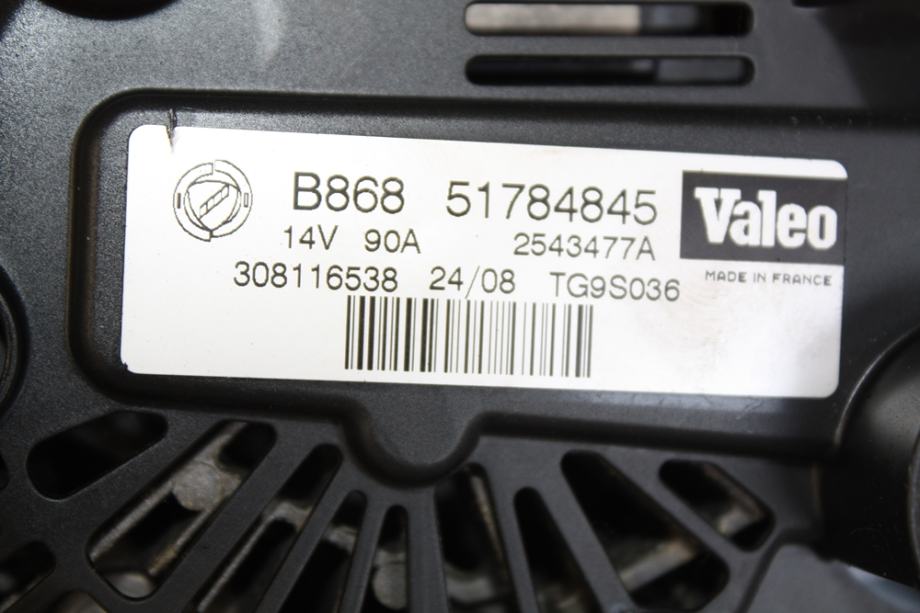 B868 51784845 Valeo
14V 90A 2543477A
308116538 24/08 TG9S036 MADE IN FRANCE